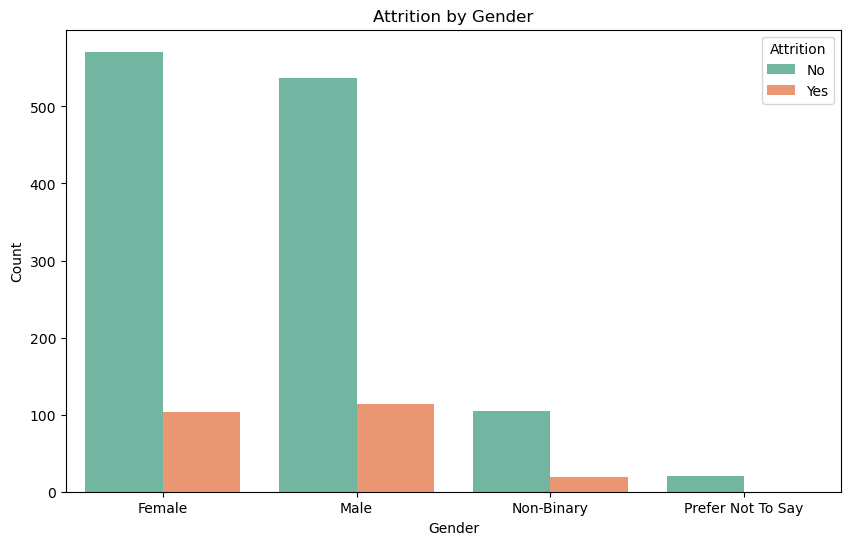 Attrition by Gender
Attrition
No
Yes
Count
500
400
300
200
100
0
Female
Male
Non-Binary
Prefer Not To Say
Gender